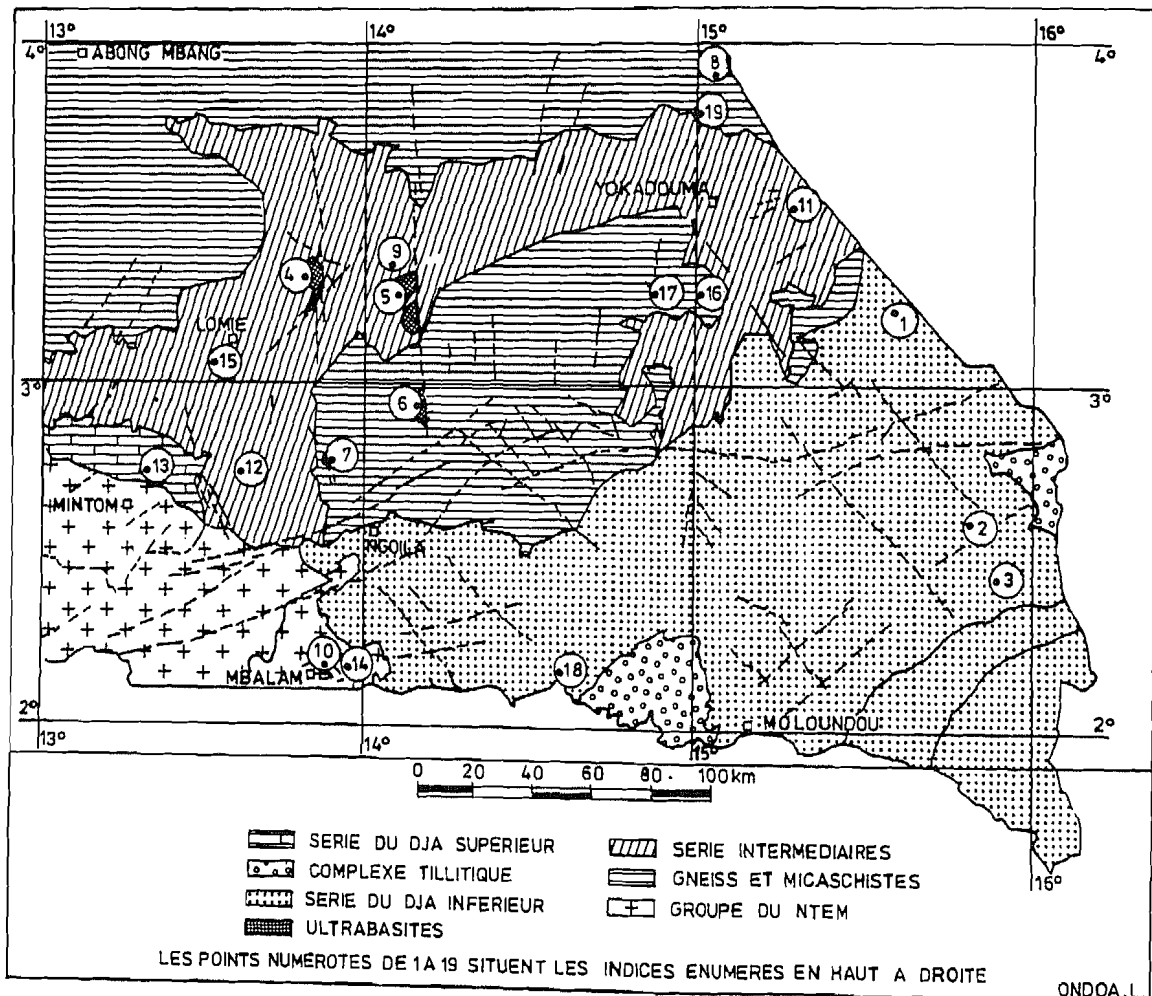 13° 14° 15° 16°
4° 4°
ABONG MBANG
8
19
YOKADOUMA
11
9
4
5
17 16
1
LOMIE
15
3° 3°
6
7
13 12
MINTOM
2
NGOILA
3
10 14
MBALAM
18
MOLOUNDOU
2° 2°
13° 14° 15° 16°
0 20 40 60 80 100 km
SERIE DU DJA SUPERIEUR
COMPLEXE TILLITIQUE
SERIE DU DJA INFERIEUR
ULTRABASITES
SERIE INTERMEDIAIRES
GNEISS ET MICASCHISTES
GROUPE DU NTEM
LES POINTS NUMEROTES DE 1 A 19 SITUENT LES INDICES ENUMERES EN HAUT A DROITE
ONDOA.L.